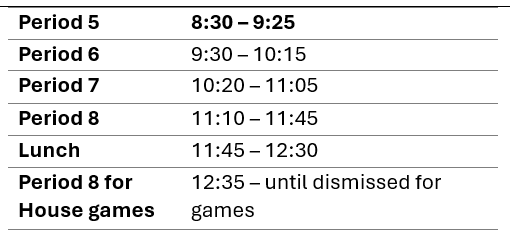 Period 5 8:30 – 9:25
Period 6 9:30 – 10:15
Period 7 10:20 – 11:05
Period 8 11:10 – 11:45
Lunch 11:45 – 12:30
Period 8 for 12:35 – until dismissed for
House games games